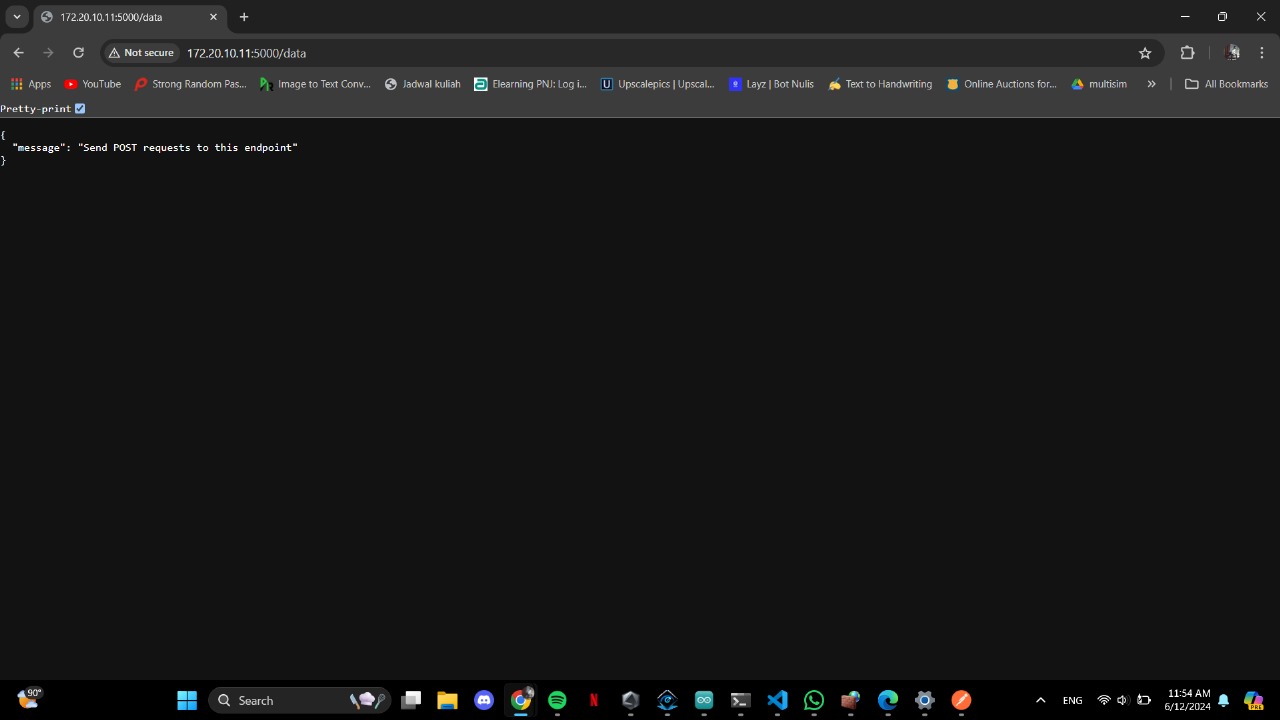 172.20.10.11:5000/data
Not secure
172.20.10.11:5000/data
Apps
YouTube
Strong Random Pas...
Image to Text Conv...
Jadwal kuliah
Elearning PNJ: Log i...
Upscalepics | Upscal...
Layz | Bot Nulis
Text to Handwriting
Online Auctions for...
multisim
All Bookmarks
Pretty-print
{
"message": "Send POST requests to this endpoint"
}
90°
Search
ENG
11:54 AM
6/12/2024
PRE